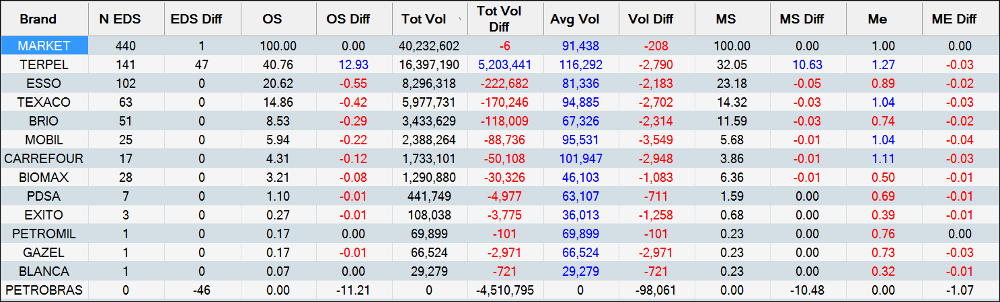 Brand N EDS EDS Diff OS OS Diff Tot Vol Tot Vol Diff Avg Vol Vol Diff MS MS Diff Me ME Diff
MARKET 440 1 100.00 0.00 40,232,602 -6 91,438 -208 100.00 0.00 1.00 0.00
TERPEL 141 47 40.76 12.93 16,397,190 5,203,441 116,292 -2,790 32.05 10.63 1.27 -0.03
ESSO 102 0 20.62 -0.55 8,296,318 -222,682 81,336 -2,183 23.18 -0.05 0.89 -0.02
TEXACO 63 0 14.86 -0.42 5,977,731 -170,246 94,885 -2,702 14.32 -0.03 1.04 -0.03
BRIO 51 0 8.53 -0.29 3,433,629 -118,009 67,326 -2,314 11.59 -0.03 0.74 -0.02
MOBIL 25 0 5.94 -0.22 2,388,264 -88,736 95,531 -3,549 5.68 -0.01 1.04 -0.04
CARREFOUR 17 0 4.31 -0.12 1,733,101 -50,108 101,947 -2,948 3.86 -0.01 1.11 -0.03
BIOMAX 28 0 3.21 -0.08 1,290,880 -30,326 46,103 -1,083 6.36 -0.01 0.50 -0.01
PDSA 7 0 1.10 -0.01 441,749 -4,977 63,107 -711 1.59 0.00 0.69 -0.01
EXITO 3 0 0.27 -0.01 108,038 -3,775 36,013 -1,258 0.68 0.00 0.39 -0.01
PETROMIL 1 0 0.17 0.00 69,899 -101 69,899 -101 0.23 0.00 0.76 0.00
GAZEL 1 0 0.17 -0.01 66,524 -2,971 66,524 -2,971 0.23 0.00 0.73 -0.03
BLANCA 1 0 0.07 0.00 29,279 -721 29,279 -721 0.23 0.00 0.32 -0.01
PETROBRAS 0 -46 0.00 -11.21 0 -4,510,795 0 -98,061 0.00 -10.48 0.00 -1.07